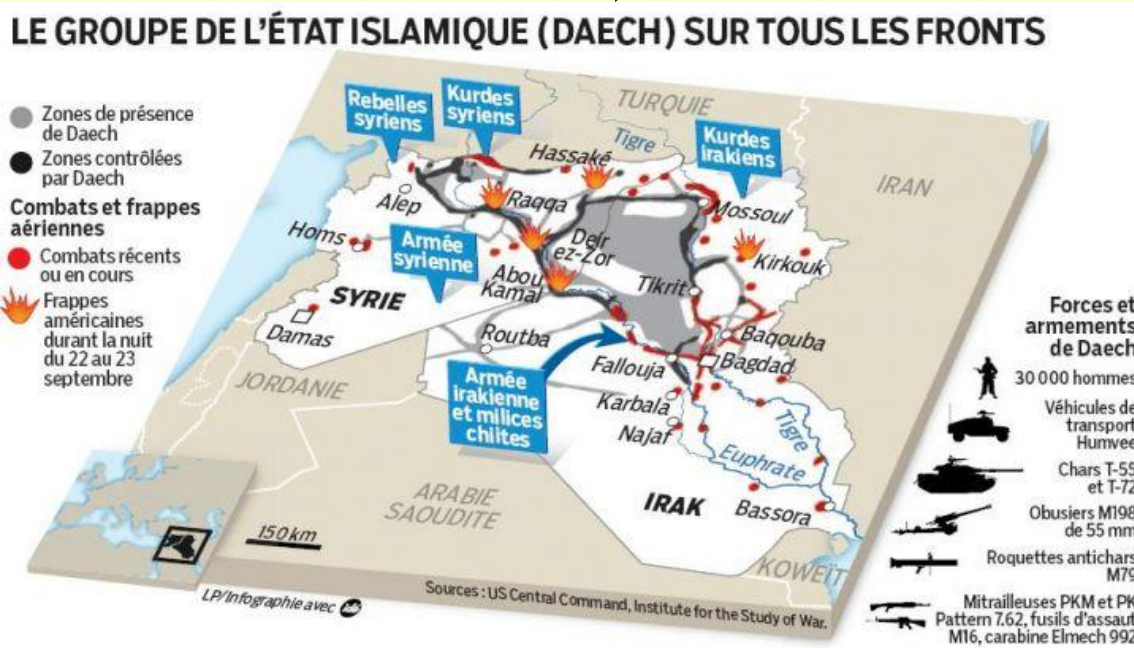 LE GROUPE DE L'ÉTAT ISLAMIQUE (DAECH) SUR TOUS LES FRONTS
Zones de présence
de Daech
Zones contrôlées
par Daech
Combats et frappes
aériennes
Combats récents
ou en cours
Frappes
américaines
durant la nuit
du 22 au 23
septembre
Rebelles
syriens
Kurdes
syriens
TURQUIE
Tigre
Kurdes
irakiens
IRAN
Hassaké
Alep
Raqqa
Mossoul
Homs
Armée
syrienne
Deir
ez-Zor
Kirkouk
Abou
Kamal
Tikrit
SYRIE
Damas
Routba
Baqouba
Fallouja
Bagdad
JORDANIE
Armée
irakienne
et milices
chiites
Karbala
Najaf
Tigre
Euphrate
ARABIE
SAOUDITE
IRAK
Bassora
KOWEÏT
150 km
Forces et
armements
de Daech
30 000 hommes
Véhicules de
transport
Humvee
Chars T-55
et T-72
Obusiers M198
de 55 mm
Roquettes antichars
M79
Mitrailleuses PKM et PK
Pattern 7.62, fusils d'assaut
M16, carabine Elmech 992
LP/Infographie avec
Sources : US Central Command, Institute for the Study of War.